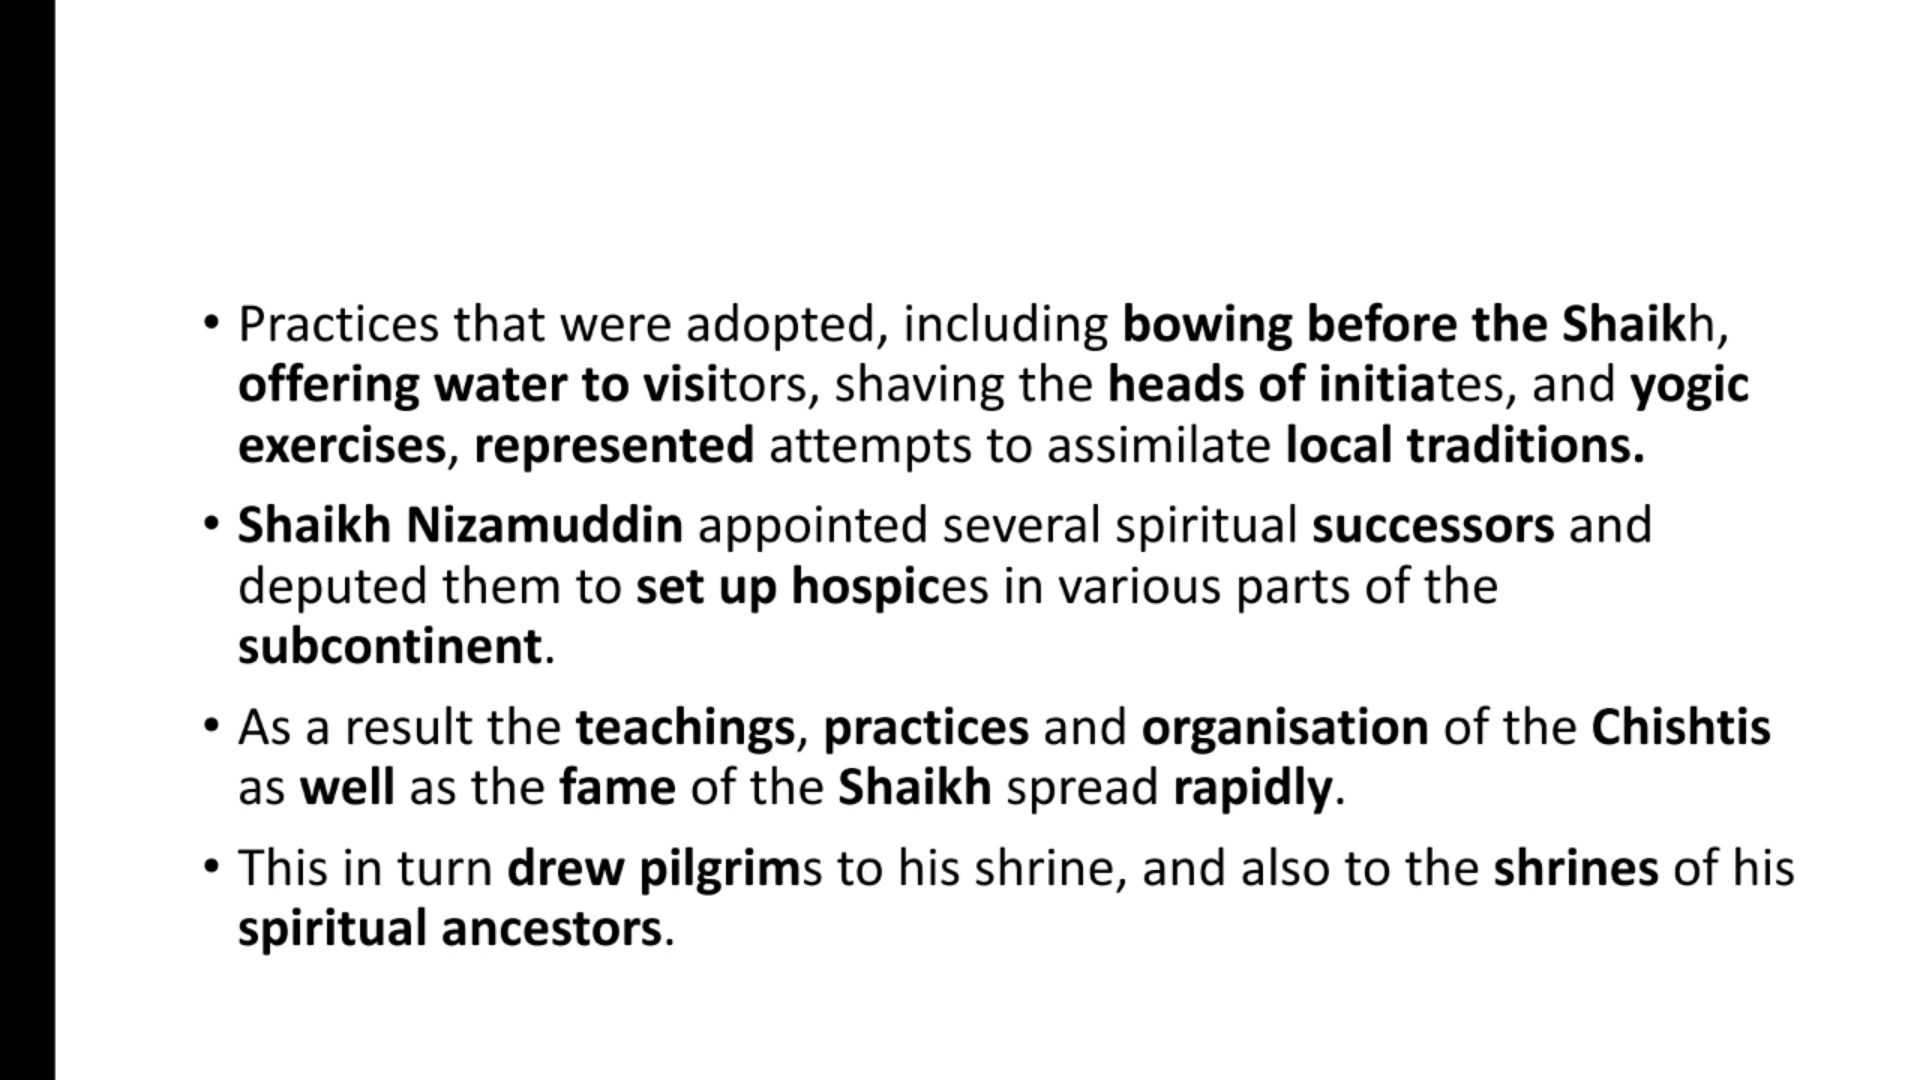 • Practices that were adopted, including bowing before the Shaikh,
offering water to visitors, shaving the heads of initiates, and yogic
exercises, represented attempts to assimilate local traditions.
• Shaikh Nizamuddin appointed several spiritual successors and
deputed them to set up hospices in various parts of the
subcontinent.
• As a result the teachings, practices and organisation of the Chishtis
as well as the fame of the Shaikh spread rapidly.
• This in turn drew pilgrims to his shrine, and also to the shrines of his
spiritual ancestors.